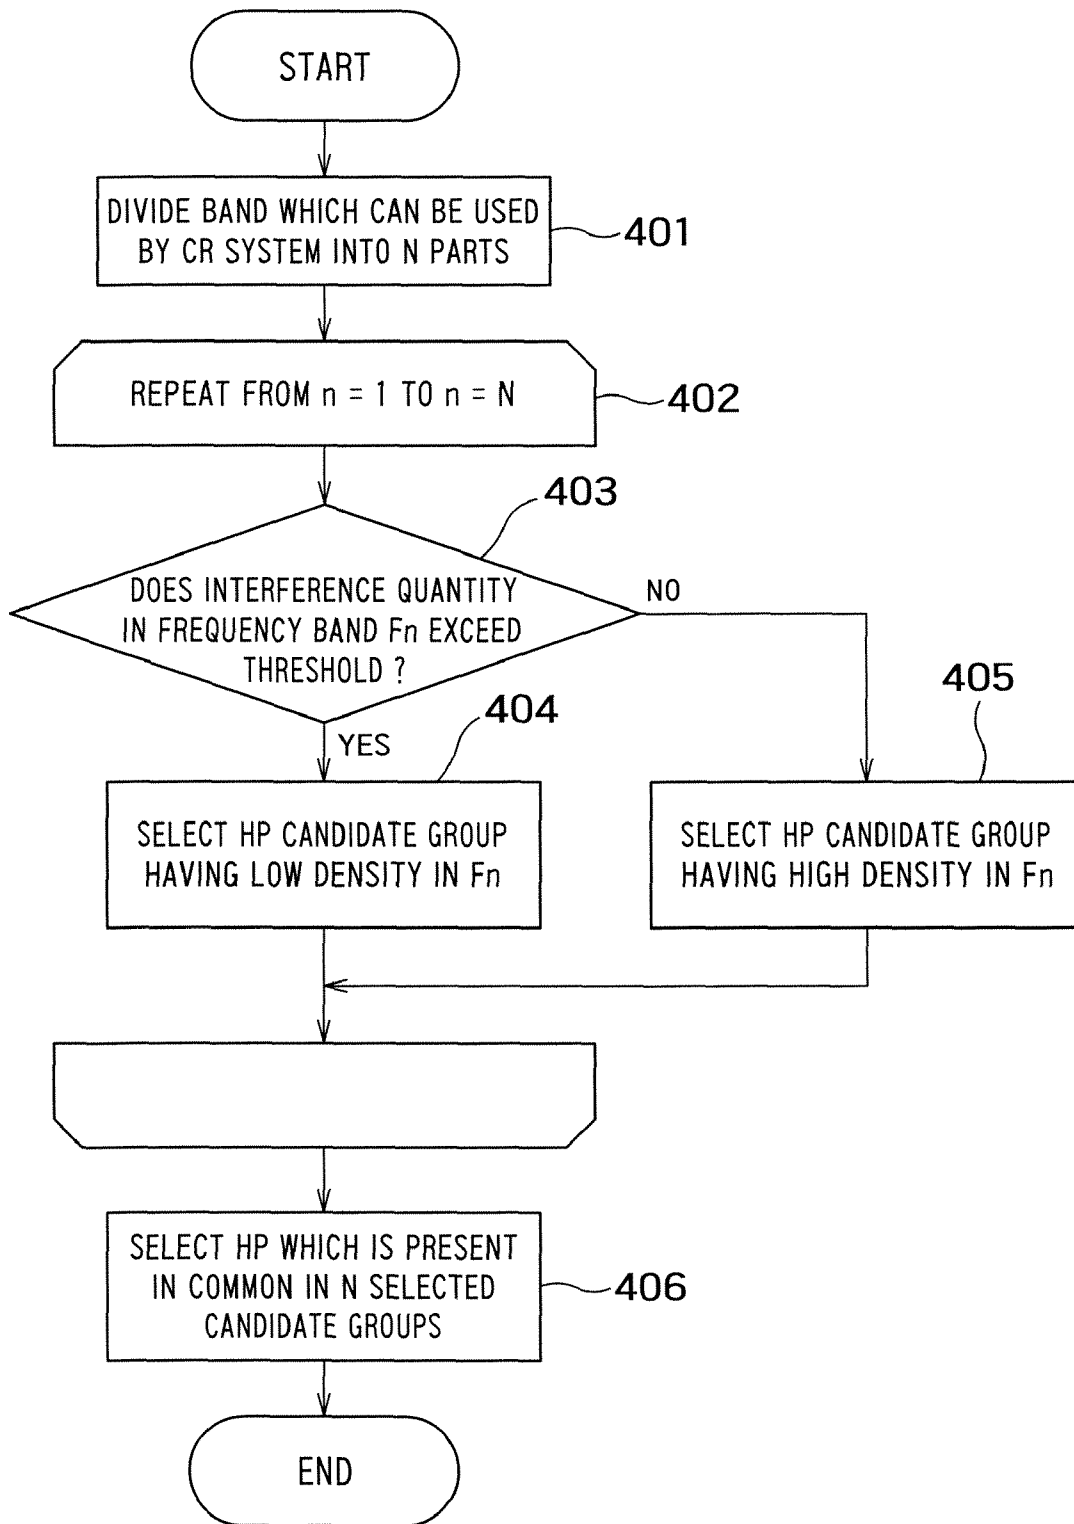 START
DIVIDE BAND WHICH CAN BE USED
BY CR SYSTEM INTO N PARTS
401
REPEAT FROM n = 1 TO n = N
402
403
DOES INTERFERENCE QUANTITY
IN FREQUENCY BAND Fn EXCEED
THRESHOLD ?
NO
YES
404
405
SELECT HP CANDIDATE GROUP
HAVING LOW DENSITY IN Fn
SELECT HP CANDIDATE GROUP
HAVING HIGH DENSITY IN Fn
SELECT HP WHICH IS PRESENT
IN COMMON IN N SELECTED
CANDIDATE GROUPS
406
END